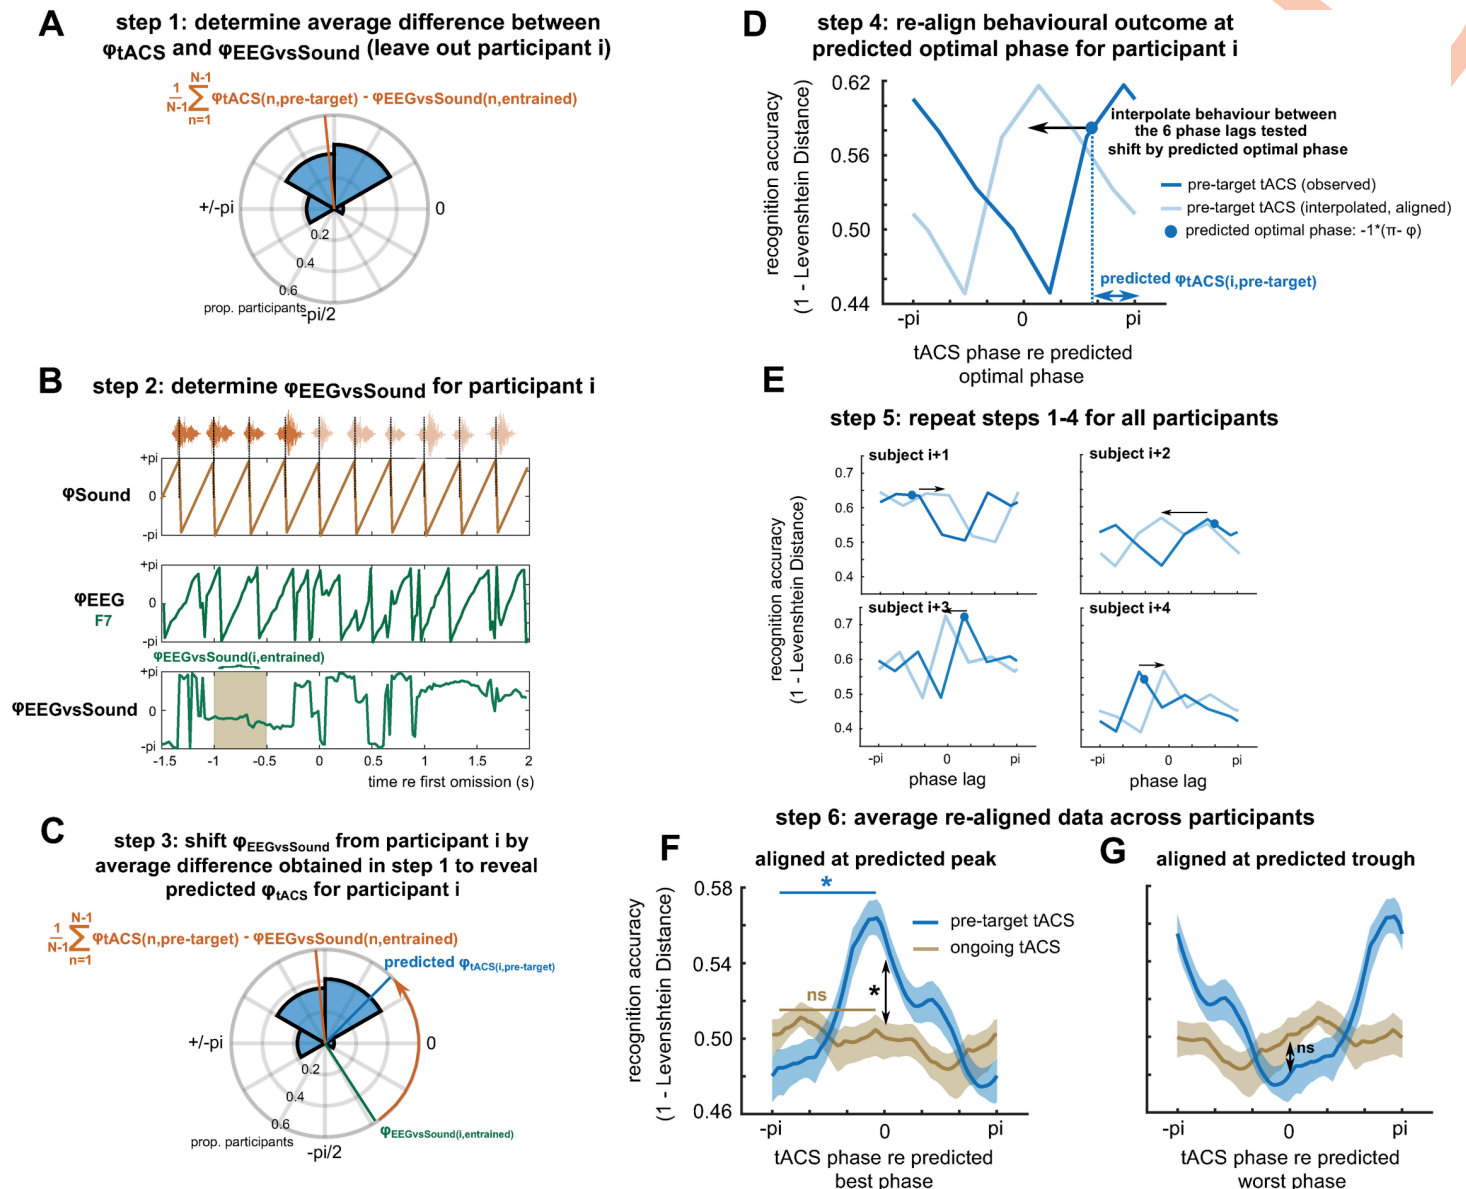 A
step 1: determine average difference between
φtACS and φEEGvsSound (leave out participant i)
1/N-1 N-1 ∑ n=1 φtACS(n,pre-target) - φEEGvsSound(n,entrained)
+/-pi
0
0.2
0.4
0.6
prop. participants
-pi/2
B
step 2: determine φEEGvsSound for participant i
φSound
+pi
0
-pi
φEEG
F7
+pi
0
-pi
φEEGvsSound(i,entrained)
φEEGvsSound
+pi
0
-pi
-1.5 -1 -0.5 0 0.5 1 1.5 2
time re first omission (s)
C
step 3: shift φEEGvsSound from participant i by
average difference obtained in step 1 to reveal
predicted φtACS for participant i
1/N-1 N-1 ∑ n=1 φtACS(n,pre-target) - φEEGvsSound(n,entrained)
predicted φtACS(i,pre-target)
+/-pi
0
0.2
0.4
0.6
prop. participants
-pi/2
φEEGvsSound(i,entrained)
D
step 4: re-align behavioural outcome at
predicted optimal phase for participant i
recognition accuracy
(1 - Levenshtein Distance)
0.62
0.56
0.50
0.44
interpolate behaviour between
the 6 phase lags tested
shift by predicted optimal phase
pre-target tACS (observed)
pre-target tACS (interpolated, aligned)
predicted optimal phase: -1*(π- φ)
predicted φtACS(i,pre-target)
-pi 0 pi
tACS phase re predicted
optimal phase
E
step 5: repeat steps 1-4 for all participants
recognition accuracy
(1 - Levenshtein Distance)
subject i+1
0.7
0.6
0.5
0.4
subject i+2
subject i+3
0.7
0.6
0.5
0.4
-pi 0 pi
phase lag
subject i+4
-pi 0 pi
phase lag
step 6: average re-aligned data across participants
F
aligned at predicted peak
recognition accuracy
(1 - Levenshtein Distance)
0.58
0.54
0.50
0.46
*
pre-target tACS
ongoing tACS
ns
*
-pi 0 pi
tACS phase re predicted
best phase
G
aligned at predicted trough
ns
-pi 0 pi
tACS phase re predicted
worst phase